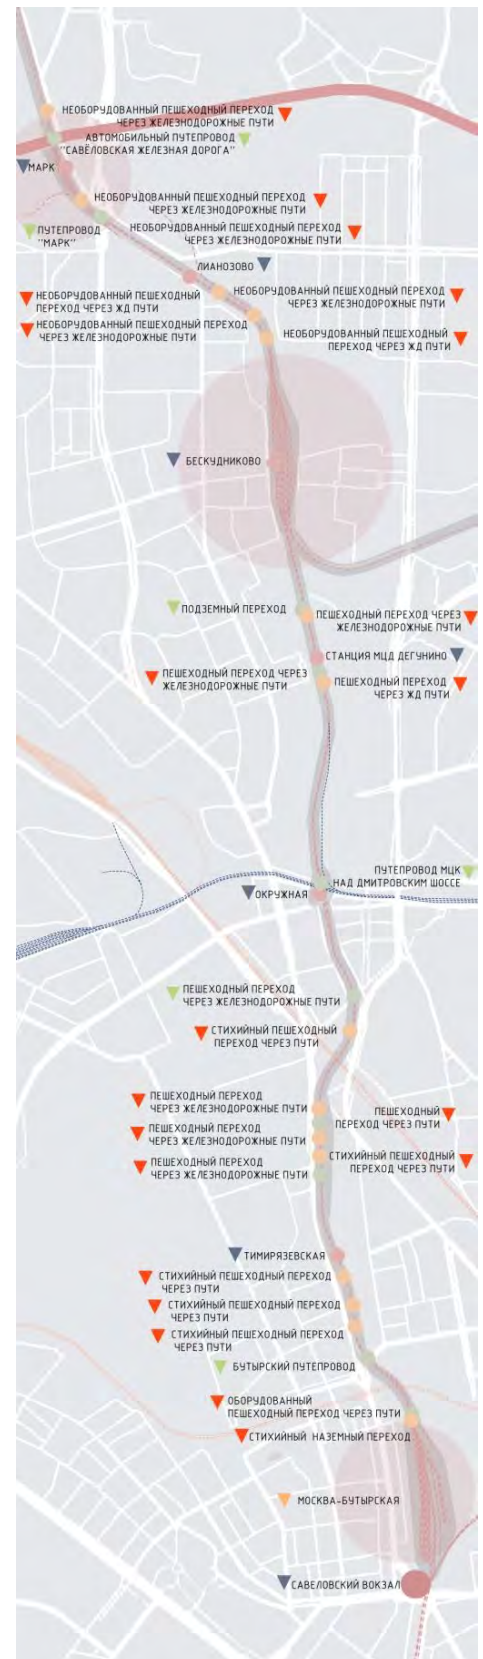 НЕОБОРУДОВАННЫЙ ПЕШЕХОДНЫЙ ПЕРЕХОД
ЧЕРЕЗ ЖЕЛЕЗНОДОРОЖНЫЕ ПУТИ
АВТОМОБИЛЬНЫЙ ПУТЕПРОВОД
"САВЁЛОВСКАЯ ЖЕЛЕЗНАЯ ДОРОГА"
МАРК
НЕОБОРУДОВАННЫЙ ПЕШЕХОДНЫЙ ПЕРЕХОД
ЧЕРЕЗ ЖЕЛЕЗНОДОРОЖНЫЕ ПУТИ
ПУТЕПРОВОД
"МАРК"
НЕОБОРУДОВАННЫЙ ПЕШЕХОДНЫЙ ПЕРЕХОД
ЧЕРЕЗ ЖЕЛЕЗНОДОРОЖНЫЕ ПУТИ
ЛИАНОЗОВО
НЕОБОРУДОВАННЫЙ ПЕШЕХОДНЫЙ
ПЕРЕХОД ЧЕРЕЗ ЖД ПУТИ
НЕОБОРУДОВАННЫЙ ПЕШЕХОДНЫЙ ПЕРЕХОД
ЧЕРЕЗ ЖЕЛЕЗНОДОРОЖНЫЕ ПУТИ
НЕОБОРУДОВАННЫЙ ПЕШЕХОДНЫЙ ПЕРЕХОД
ЧЕРЕЗ ЖЕЛЕЗНОДОРОЖНЫЕ ПУТИ
НЕОБОРУДОВАННЫЙ ПЕШЕХОДНЫЙ
ПЕРЕХОД ЧЕРЕЗ ЖД ПУТИ
БЕСКУДНИКОВО
ПОДЗЕМНЫЙ ПЕРЕХОД
ПЕШЕХОДНЫЙ ПЕРЕХОД ЧЕРЕЗ
ЖЕЛЕЗНОДОРОЖНЫЕ ПУТИ
СТАНЦИЯ МЦД ДЕГУНИНО
ПЕШЕХОДНЫЙ ПЕРЕХОД ЧЕРЕЗ
ЖЕЛЕЗНОДОРОЖНЫЕ ПУТИ
ПЕШЕХОДНЫЙ ПЕРЕХОД
ЧЕРЕЗ ЖД ПУТИ
ПУТЕПРОВОД МЦК
НАД ДМИТРОВСКИМ ШОССЕ
ОКРУЖНАЯ
ПЕШЕХОДНЫЙ ПЕРЕХОД
ЧЕРЕЗ ЖЕЛЕЗНОДОРОЖНЫЕ ПУТИ
СТИХИЙНЫЙ ПЕШЕХОДНЫЙ
ПЕРЕХОД ЧЕРЕЗ ПУТИ
ПЕШЕХОДНЫЙ ПЕРЕХОД
ЧЕРЕЗ ЖЕЛЕЗНОДОРОЖНЫЕ ПУТИ
ПЕШЕХОДНЫЙ
ПЕРЕХОД ЧЕРЕЗ ПУТИ
ПЕШЕХОДНЫЙ ПЕРЕХОД
ЧЕРЕЗ ЖЕЛЕЗНОДОРОЖНЫЕ ПУТИ
СТИХИЙНЫЙ ПЕШЕХОДНЫЙ
ПЕРЕХОД ЧЕРЕЗ ПУТИ
ПЕШЕХОДНЫЙ ПЕРЕХОД
ЧЕРЕЗ ЖЕЛЕЗНОДОРОЖНЫЕ ПУТИ
ТИМИРЯЗЕВСКАЯ
СТИХИЙНЫЙ ПЕШЕХОДНЫЙ ПЕРЕХОД
ЧЕРЕЗ ПУТИ
СТИХИЙНЫЙ ПЕШЕХОДНЫЙ ПЕРЕХОД
ЧЕРЕЗ ПУТИ
СТИХИЙНЫЙ ПЕШЕХОДНЫЙ ПЕРЕХОД
ЧЕРЕЗ ПУТИ
БУТЫРСКИЙ ПУТЕПРОВОД
ОБОРУДОВАННЫЙ
ПЕШЕХОДНЫЙ ПЕРЕХОД ЧЕРЕЗ ПУТИ
СТИХИЙНЫЙ НАЗЕМНЫЙ ПЕРЕХОД
МОСКВА-БУТЫРСКАЯ
САВЕЛОВСКИЙ ВОКЗАЛ